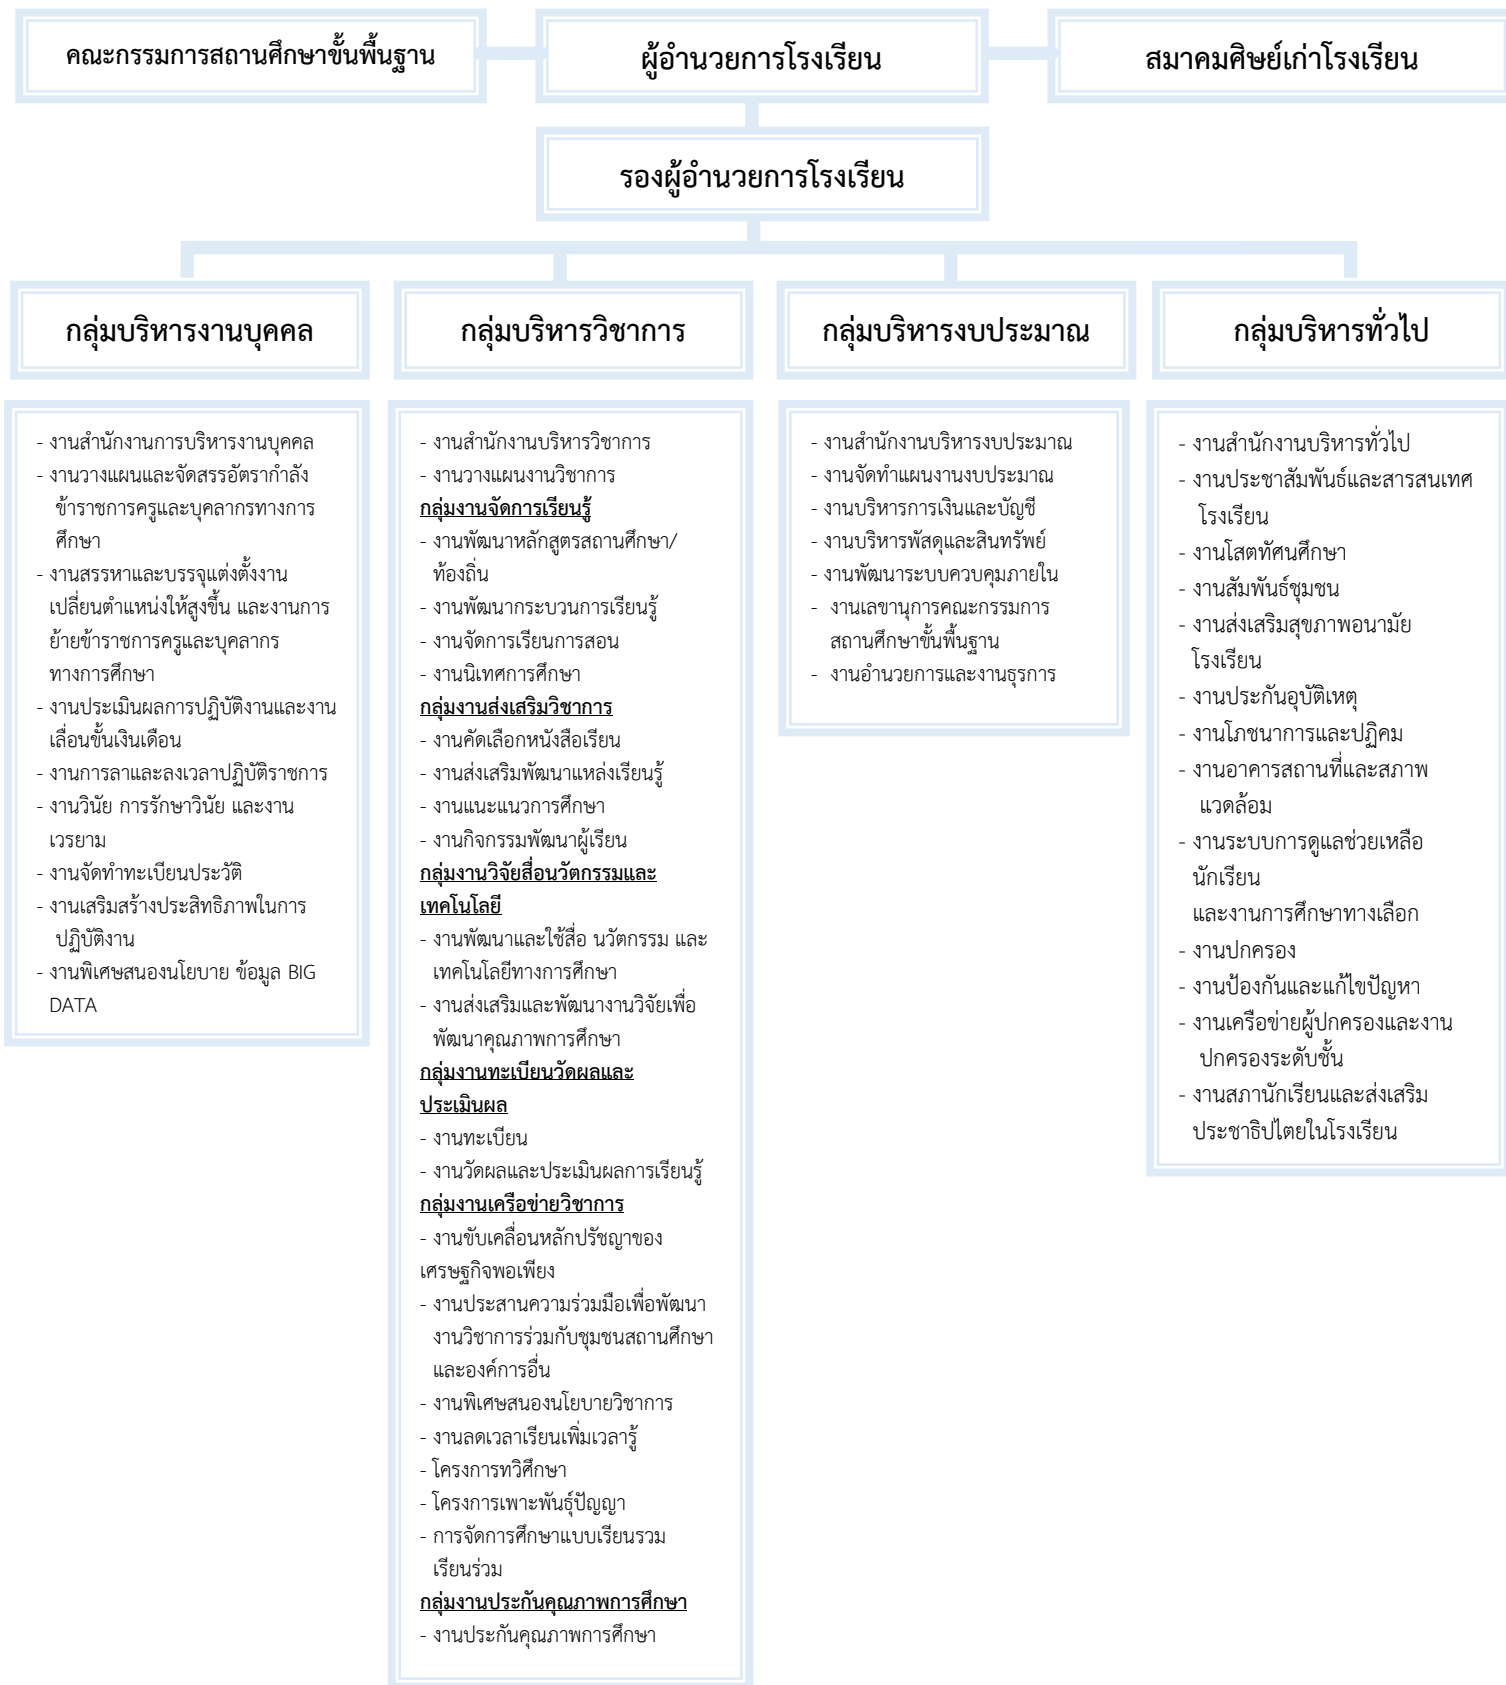 คณะกรรมการสถานศึกษาขั้นพื้นฐาน
ผู้อำนวยการโรงเรียน
สมาคมศิษย์เก่าโรงเรียน
รองผู้อำนวยการโรงเรียน
กลุ่มบริหารงานบุคคล
กลุ่มบริหารวิชาการ
กลุ่มบริหารงบประมาณ
กลุ่มบริหารทั่วไป
- งานสำนักงานการบริหารงานบุคคล
- งานวางแผนและจัดสรรอัตรากำลัง
ข้าราชการครูและบุคลากรทางการ
ศึกษา
- งานสรรหาและบรรจุแต่งตั้งงาน
เปลี่ยนตำแหน่งให้สูงขึ้น และงานการ
ย้ายข้าราชการครูและบุคลากร
ทางการศึกษา
- งานประเมินผลการปฏิบัติงานและงาน
เลื่อนขั้นเงินเดือน
- งานการลาและลงเวลาปฏิบัติราชการ
- งานวินัย การรักษาวินัย และงาน
เวรยาม
- งานจัดทำทะเบียนประวัติ
- งานเสริมสร้างประสิทธิภาพในการ
ปฏิบัติงาน
- งานพิเศษสนองนโยบาย ข้อมูล BIG
DATA
- งานสำนักงานบริหารวิชาการ
- งานวางแผนงานวิชาการ
กลุ่มงานจัดการเรียนรู้
- งานพัฒนาหลักสูตรสถานศึกษา/
ท้องถิ่น
- งานพัฒนากระบวนการเรียนรู้
- งานจัดการเรียนการสอน
- งานนิเทศการศึกษา
กลุ่มงานส่งเสริมวิชาการ
- งานคัดเลือกหนังสือเรียน
- งานส่งเสริมพัฒนาแหล่งเรียนรู้
- งานแนะแนวการศึกษา
- งานกิจกรรมพัฒนาผู้เรียน
กลุ่มงานวิจัยสื่อนวัตกรรมและ
เทคโนโลยี
- งานพัฒนาและใช้สื่อ นวัตกรรม และ
เทคโนโลยีทางการศึกษา
- งานส่งเสริมและพัฒนางานวิจัยเพื่อ
พัฒนาคุณภาพการศึกษา
กลุ่มงานทะเบียนวัดผลและ
ประเมินผล
- งานทะเบียน
- งานวัดผลและประเมินผลการเรียนรู้
กลุ่มงานเครือข่ายวิชาการ
- งานขับเคลื่อนหลักปรัชญาของ
เศรษฐกิจพอเพียง
- งานประสานความร่วมมือเพื่อพัฒนา
งานวิชาการร่วมกับชุมชนสถานศึกษา
และองค์การอื่น
- งานพิเศษสนองนโยบายวิชาการ
- งานลดเวลาเรียนเพิ่มเวลารู้
- โครงการทวิศึกษา
- โครงการเพาะพันธุ์ปัญญา
- การจัดการศึกษาแบบเรียนรวม
เรียนร่วม
กลุ่มงานประกันคุณภาพการศึกษา
- งานประกันคุณภาพการศึกษา
- งานสำนักงานบริหารงบประมาณ
- งานจัดทำแผนงานงบประมาณ
- งานบริหารการเงินและบัญชี
- งานบริหารพัสดุและสินทรัพย์
- งานพัฒนาระบบควบคุมภายใน
- งานเลขานุการคณะกรรมการ
สถานศึกษาขั้นพื้นฐาน
- งานอำนวยการและงานธุรการ
- งานสำนักงานบริหารทั่วไป
- งานประชาสัมพันธ์และสารสนเทศ
โรงเรียน
- งานโสตทัศนศึกษา
- งานสัมพันธ์ชุมชน
- งานส่งเสริมสุขภาพอนามัย
โรงเรียน
- งานประกันอุบัติเหตุ
- งานโภชนาการและปฏิคม
- งานอาคารสถานที่และสภาพ
แวดล้อม
- งานระบบการดูแลช่วยเหลือ
นักเรียน
และงานการศึกษาทางเลือก
- งานปกครอง
- งานป้องกันและแก้ไขปัญหา
- งานเครือข่ายผู้ปกครองและงาน
ปกครองระดับชั้น
- งานสภานักเรียนและส่งเสริม
ประชาธิปไตยในโรงเรียน